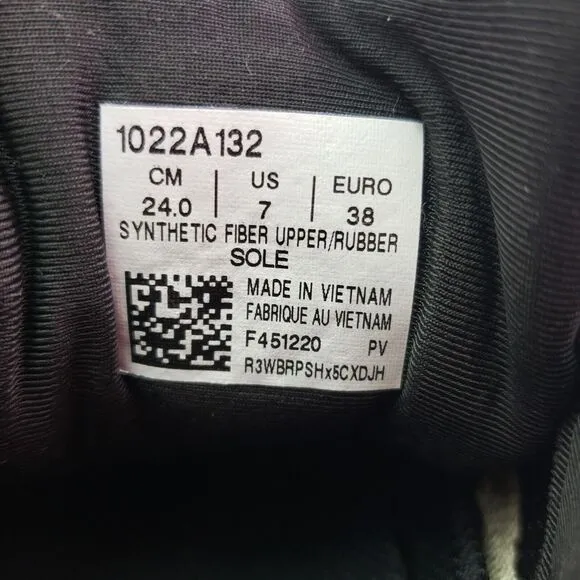 1022A132
CM | US | EURO
24.0 | 7 | 38
SYNTHETIC FIBER UPPER/RUBBER
SOLE
MADE IN VIETNAM
FABRIQUE AU VIETNAM
F451220 PV
R3WBRPSHx5CXDJH